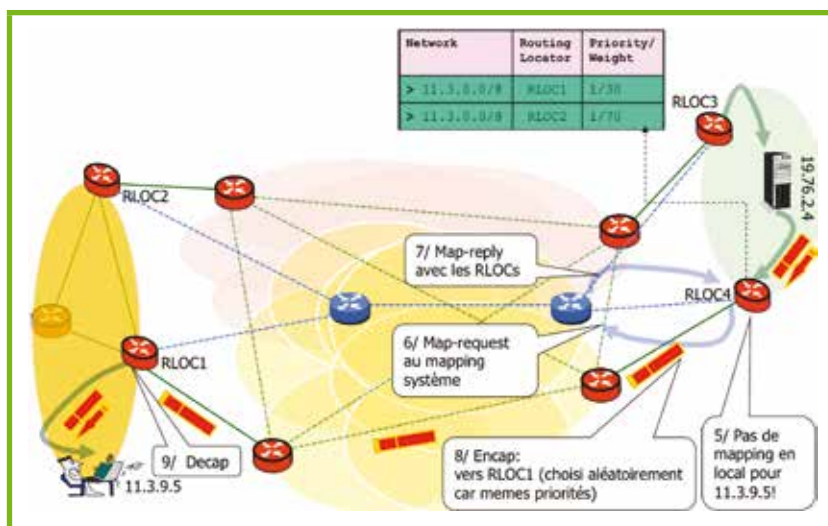 Network Routing Locator Priority/ Weight
> 11.3.0.0/8 RLOC1 1/30
> 11.3.0.0/8 RLOC2 1/70
RLOC3
19.76.2.4
RLOC2
7/ Map-reply
avec les RLOCs
RLOC4
6/ Map-request
au mapping
système
RLOC1
9/ Decap
11.3.9.5
8/ Encap:
vers RLOC1 (choisi aléatoirement
car memes priorités)
5/ Pas de
mapping en
local pour
11.3.9.5!